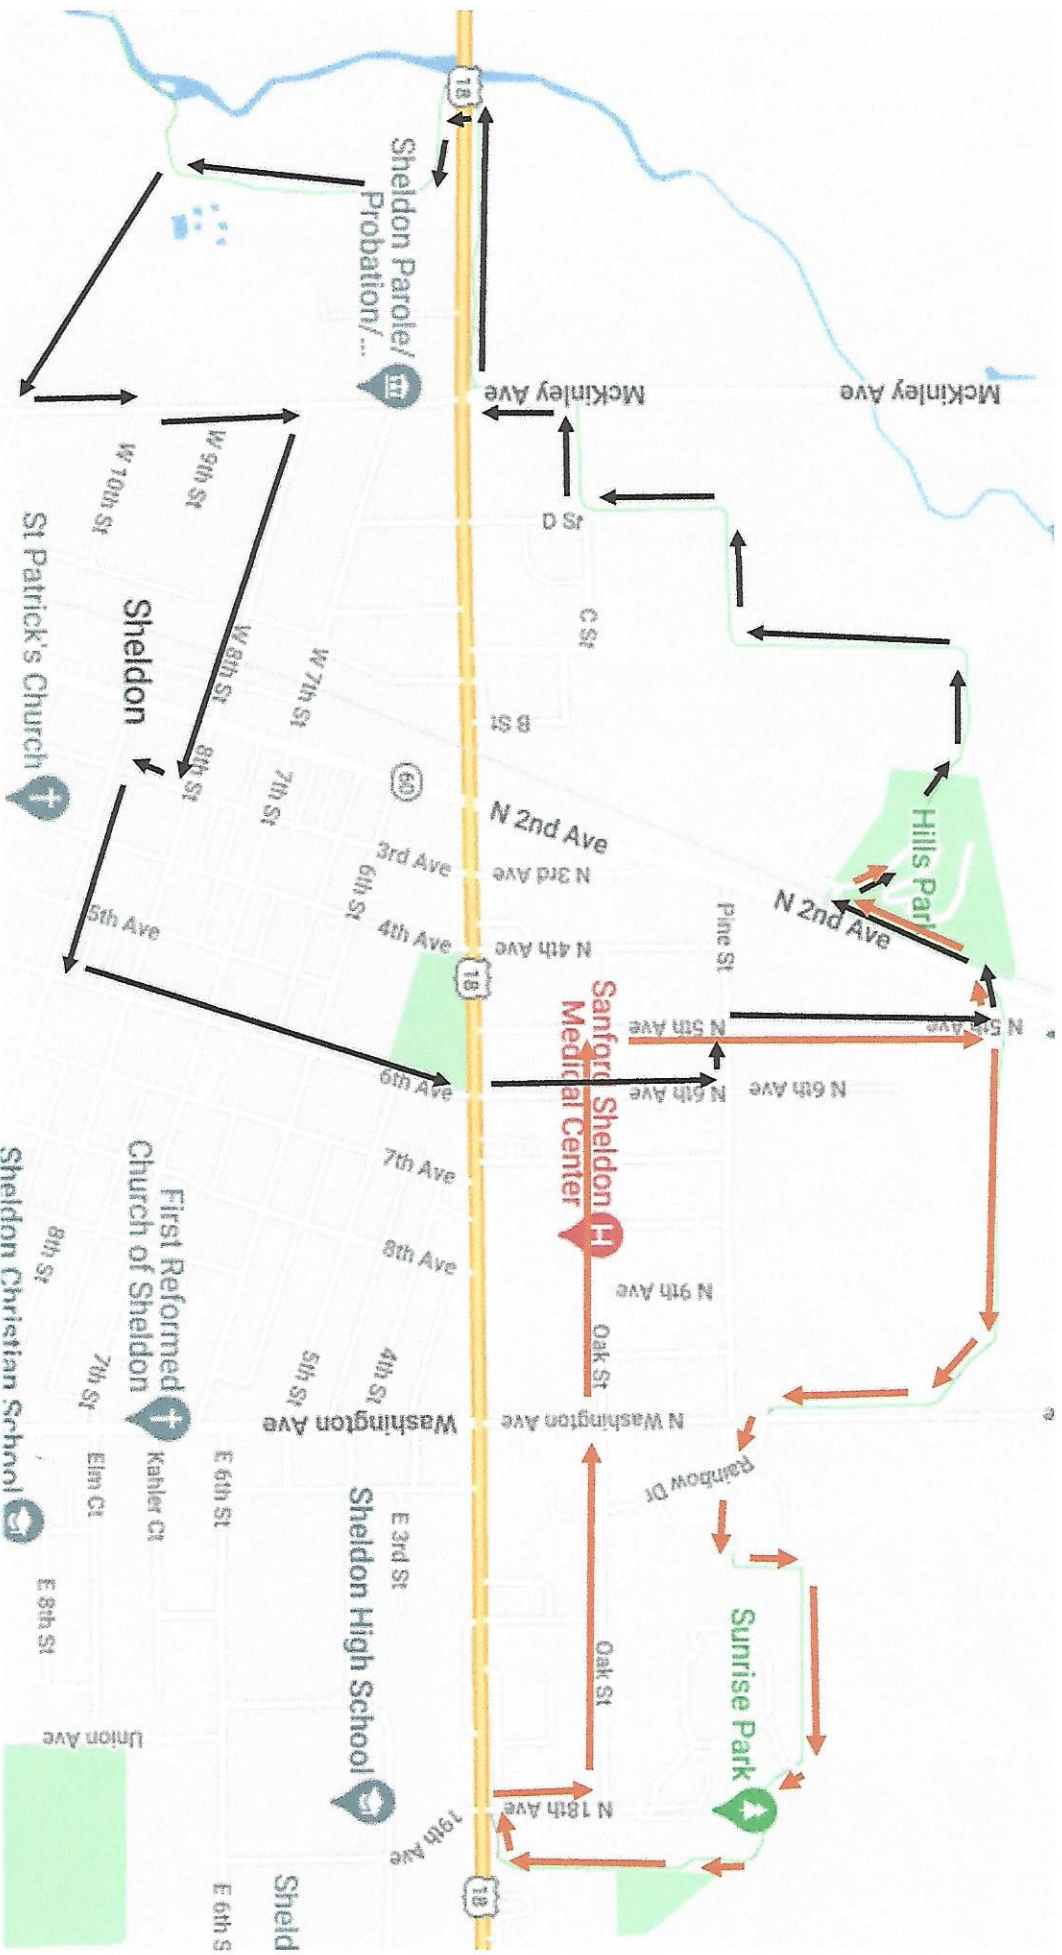 18
Sheldon Parole/
Probation/...
McKinley Ave
McKinley Ave
W 10th St
W 9th St
D St
St Patrick's Church
Sheldon
C St
W 8th St
W 7th St
B St
8th St
7th St
60
N 2nd Ave
Hills Park
3rd Ave
N 3rd Ave
6th St
N 2nd Ave
Pine St
5th Ave
4th Ave
N 4th Ave
18
Sanford Sheldon
Medical Center
N 5th Ave
N 5th Ave
6th Ave
N 6th Ave
N 6th Ave
7th Ave
8th Ave
First Reformed
Church of Sheldon
Sheldon Christian School
8th St
N 9th Ave
Oak St
7th St
5th St
4th St
Washington Ave
N Washington Ave
Rainbow Dr
Elm Ct
Kahler Ct
E 6th St
E 3rd St
Sheldon High School
E 8th St
Oak St
Sunrise Park
Union Ave
19th Ave
N 18th Ave
18
E 6th S
Sheld
H
e